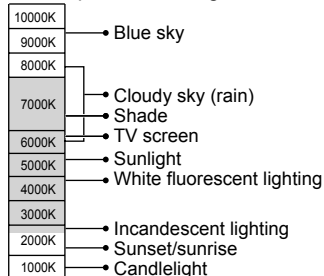 10000K
9000K
Blue sky
8000K
7000K
Cloudy sky (rain)
Shade
TV screen
6000K
Sunlight
5000K
White fluorescent lighting
4000K
3000K
Incandescent lighting
2000K
Sunset/sunrise
1000K
Candlelight